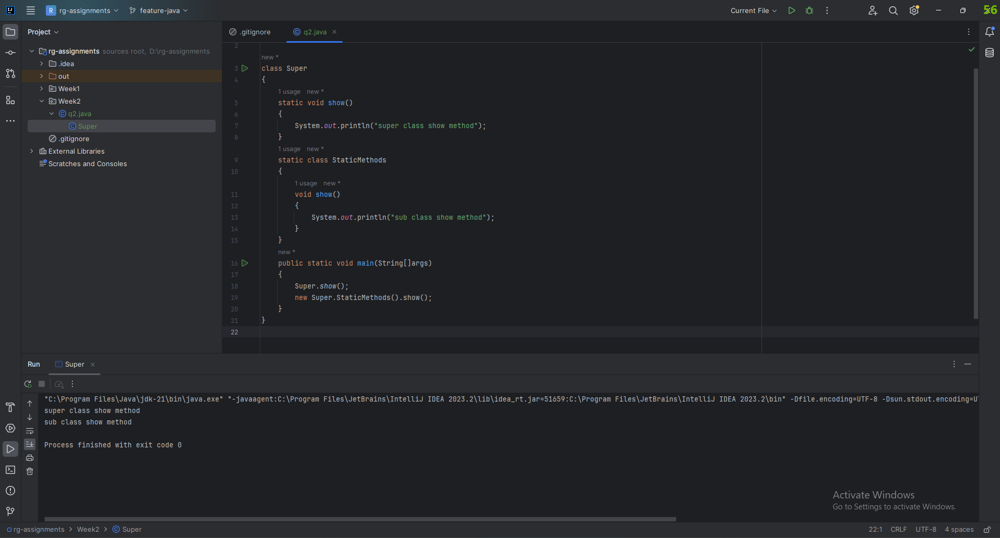 R rg-assignments feature-java Current File 56
Project
.gitignore q2.java
rg-assignments sources root, D:\rg-assignments
.idea
out
Week1
Week2
q2.java
Super
.gitignore
External Libraries
Scratches and Consoles
2
new *
3 class Super
4 {
1 usage new *
5 static void show()
6 {
7 System.out.println("super class show method");
8 }
1 usage new *
9 static class StaticMethods
10 {
1 usage new *
11 void show()
12 {
13 System.out.println("sub class show method");
14 }
15 }
new *
16 public static void main(String[]args)
17 {
18 Super.show();
19 new Super.StaticMethods().show();
20 }
21 }
22
Run Super
"C:\Program Files\Java\jdk-21\bin\java.exe" "-javaagent:C:\Program Files\JetBrains\IntelliJ IDEA 2023.2\lib\idea_rt.jar=51659:C:\Program Files\JetBrains\IntelliJ IDEA 2023.2\bin" -Dfile.encoding=UTF-8 -Dsun.stdout.encoding=U
super class show method
sub class show method
Process finished with exit code 0
Activate Windows
Go to Settings to activate Windows.
rg-assignments > Week2 > Super 22:1 CRLF UTF-8 4 spaces